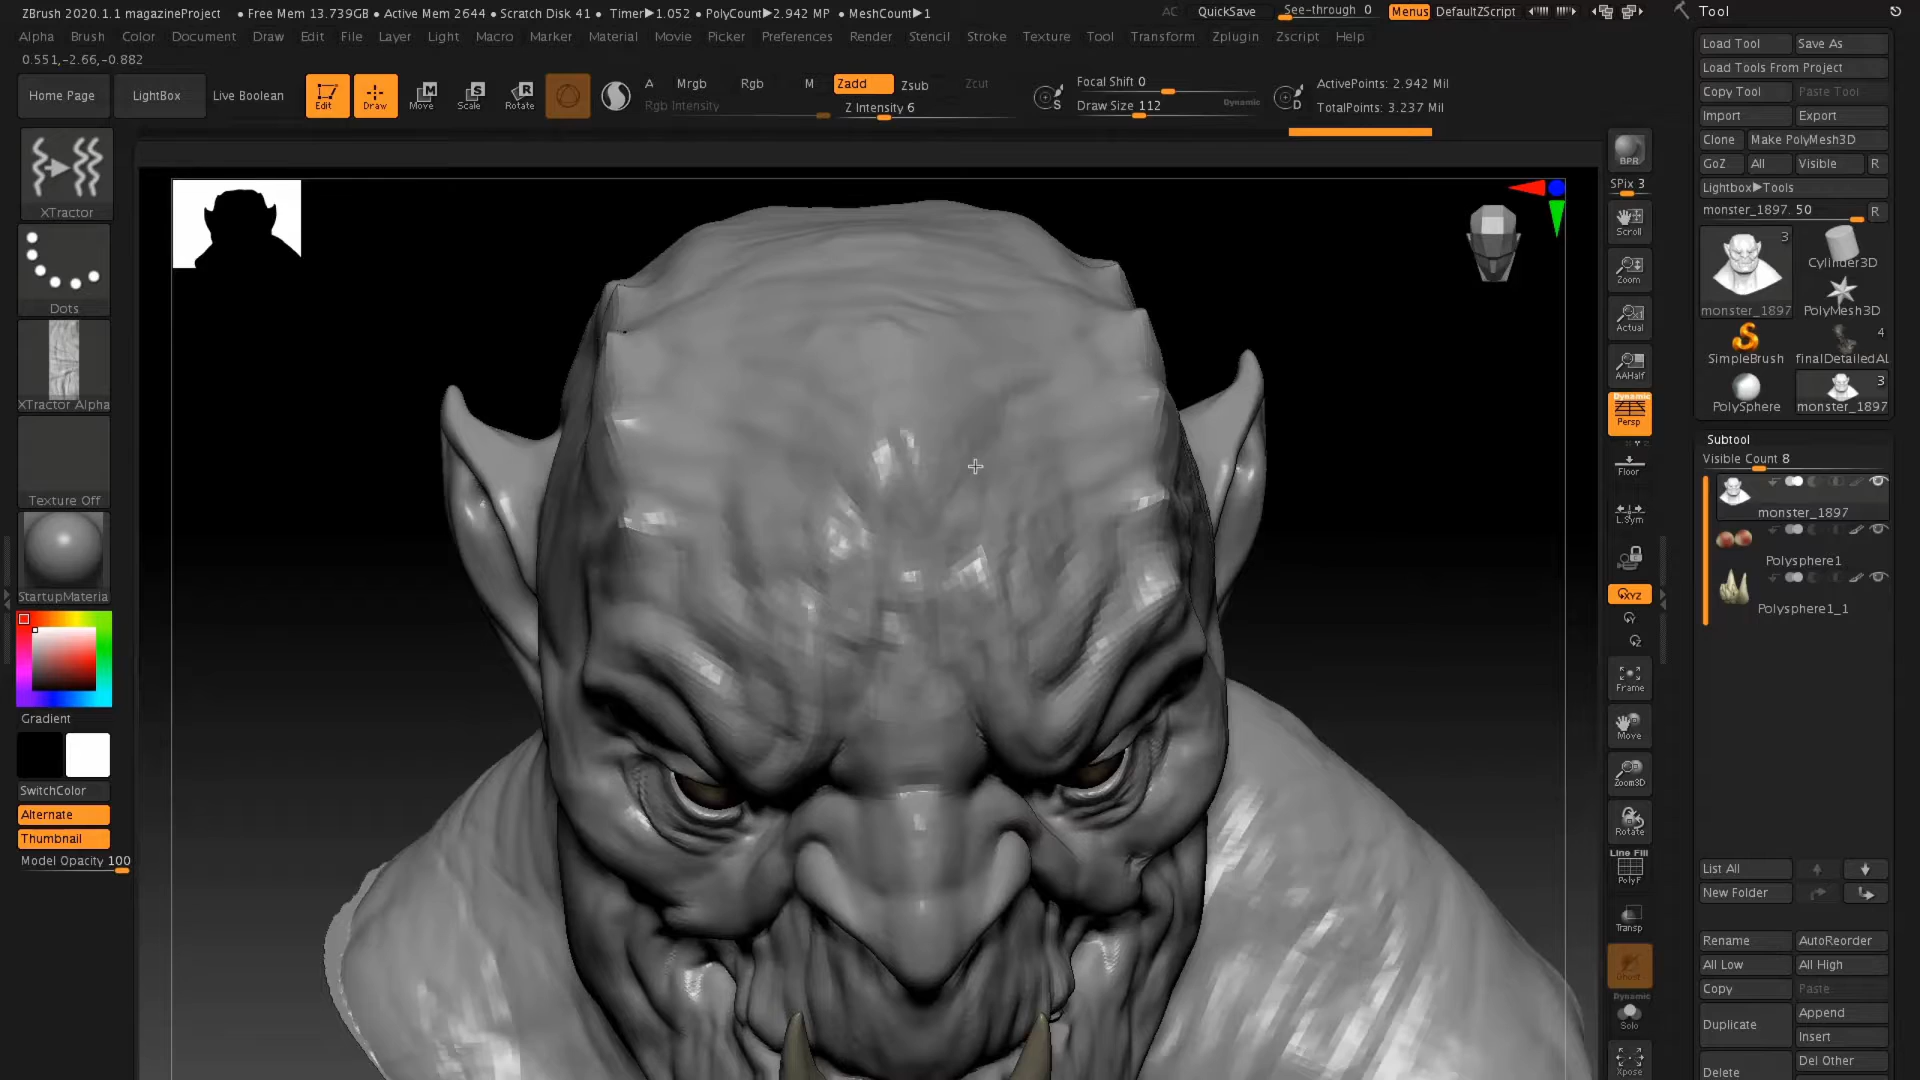 ZBrush 2020.1.1 magazineProject • Free Mem 13.739GB • Active Mem 2644 • Scratch Disk 41 • Timer▶1.052 • PolyCount▶2.942 MP • MeshCount▶1
AC QuickSave See-through 0 Menus DefaultZScript
Alpha Brush Color Document Draw Edit File Layer Light Macro Marker Material Movie Picker Preferences Render Stencil Stroke Texture Tool Transform Zplugin Zscript Help
0.551,-2.66,-0.882
Home Page LightBox Live Boolean Edit Draw Move Scale Rotate
A Mrgb Rgb M Zadd Zsub Zcut
Rgb Intensity Z Intensity 6
Focal Shift 0
Draw Size 112 Dynamic
S D
ActivePoints: 2.942 Mil
TotalPoints: 3.237 Mil
XTractor
Dots
XTractor Alpha
Texture Off
StartupMateria
Gradient
SwitchColor
Alternate
Thumbnail
Model Opacity 100
BPR
SPix 3
Scroll
Zoom
Actual
AAHalf
Dynamic
Persp
Floor
L.Sym
XYZ
Y
Z
Frame
Move
Zoom3D
Rotate
Line Fill
PolyF
Transp
Ghost
Dynamic
Solo
Xpose
Tool
Load Tool Save As
Load Tools From Project
Copy Tool Paste Tool
Import Export
Clone Make PolyMesh3D
GoZ All Visible R
Lightbox▶Tools
monster_1897. 50 R
3
monster_1897 Cylinder3D
PolyMesh3D
4
SimpleBrush finalDetailedAL
3
PolySphere monster_1897
Subtool
Visible Count 8
monster_1897
Polysphere1
Polysphere1_1
List All
New Folder
Rename AutoReorder
All Low All High
Copy Paste
Duplicate Append
Insert
Delete Del Other